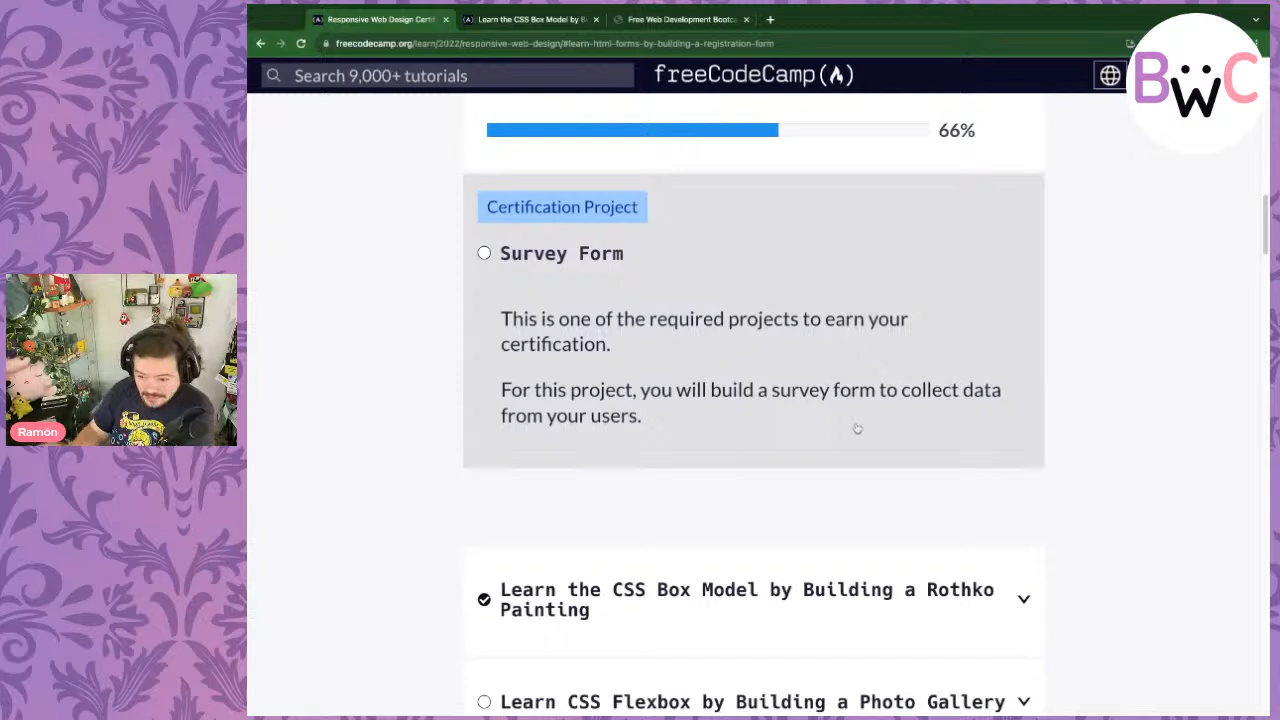 Responsive Web Design Certifi
Learn the CSS Box Model by B
Free Web Development Bootca
freecodecamp.org/learn/2022/responsive-web-design/#learn-html-forms-by-building-a-registration-form
Search 9,000+ tutorials
freeCodeCamp(🔥)
BWC
66%
Certification Project
Survey Form
This is one of the required projects to earn your
certification.
For this project, you will build a survey form to collect data
from your users.
Ramón
Learn the CSS Box Model by Building a Rothko
Painting
Learn CSS Flexbox by Building a Photo Gallery